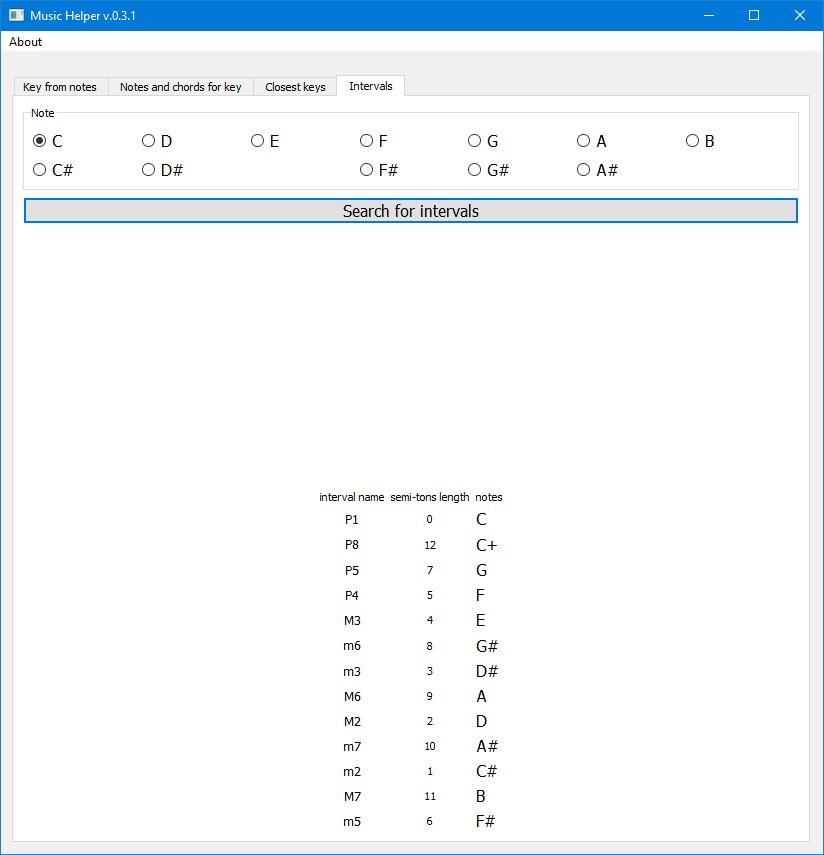 Music Helper v.0.3.1
About
Key from notes Notes and chords for key Closest keys Intervals
Note
C D E F G A B
C# D# F# G# A#
Search for intervals
interval name semi-tons length notes
P1 0 C
P8 12 C+
P5 7 G
P4 5 F
M3 4 E
m6 8 G#
m3 3 D#
M6 9 A
M2 2 D
m7 10 A#
m2 1 C#
M7 11 B
m5 6 F#